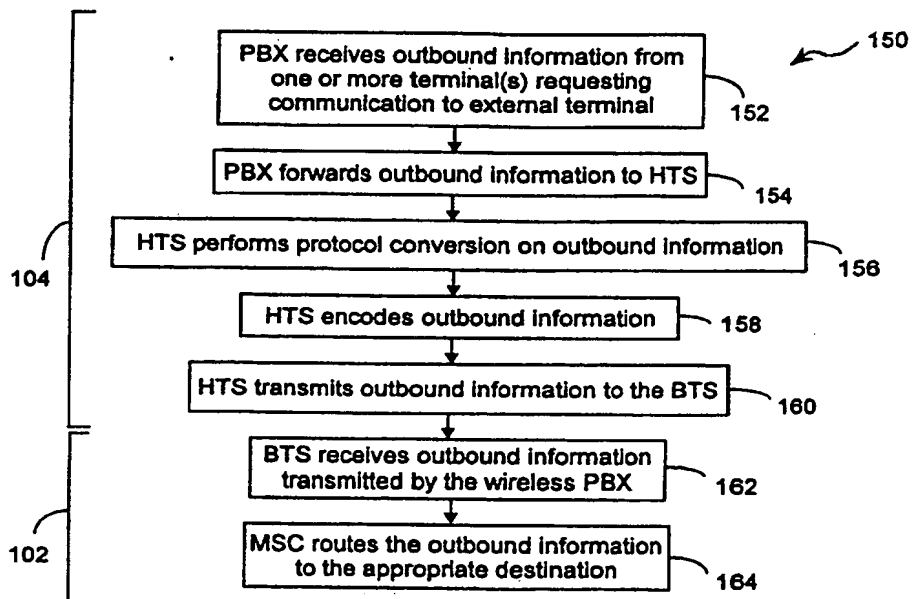 PBX receives outbound information from
one or more terminal(s) requesting
communication to external terminal
150
152
PBX forwards outbound information to HTS
154
HTS performs protocol conversion on outbound information
156
104
HTS encodes outbound information
158
HTS transmits outbound information to the BTS
160
BTS receives outbound information
transmitted by the wireless PBX
162
102
MSC routes the outbound information
to the appropriate destination
164